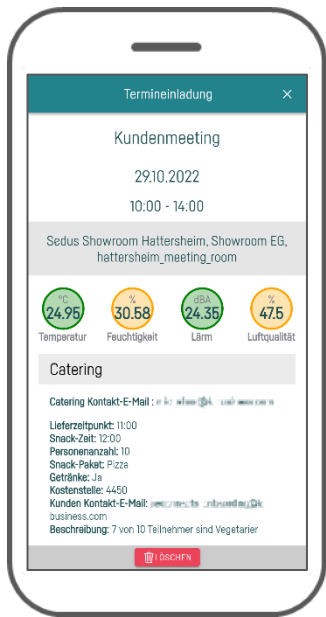 Termineinladung ×
Kundenmeeting
29.10.2022
10:00 - 14:00
Sedus Showroom Hattersheim, Showroom EG,
hattersheim_meeting_room
°C % dBA %
24.95 30.58 24.35 47.5
Temperatur Feuchtigkeit Lärm Luftqualität
Catering
Catering Kontakt-E-Mail :
Lieferzeitpunkt: 11:00
Snack-Zeit: 12:00
Personenanzahl: 10
Snack-Paket: Pizza
Getränke: Ja
Kostenstelle: 4450
Kunden Kontakt-E-Mail:
business.com
Beschreibung: 7 von 10 Teilnehmer sind Vegetarier
LÖSCHEN